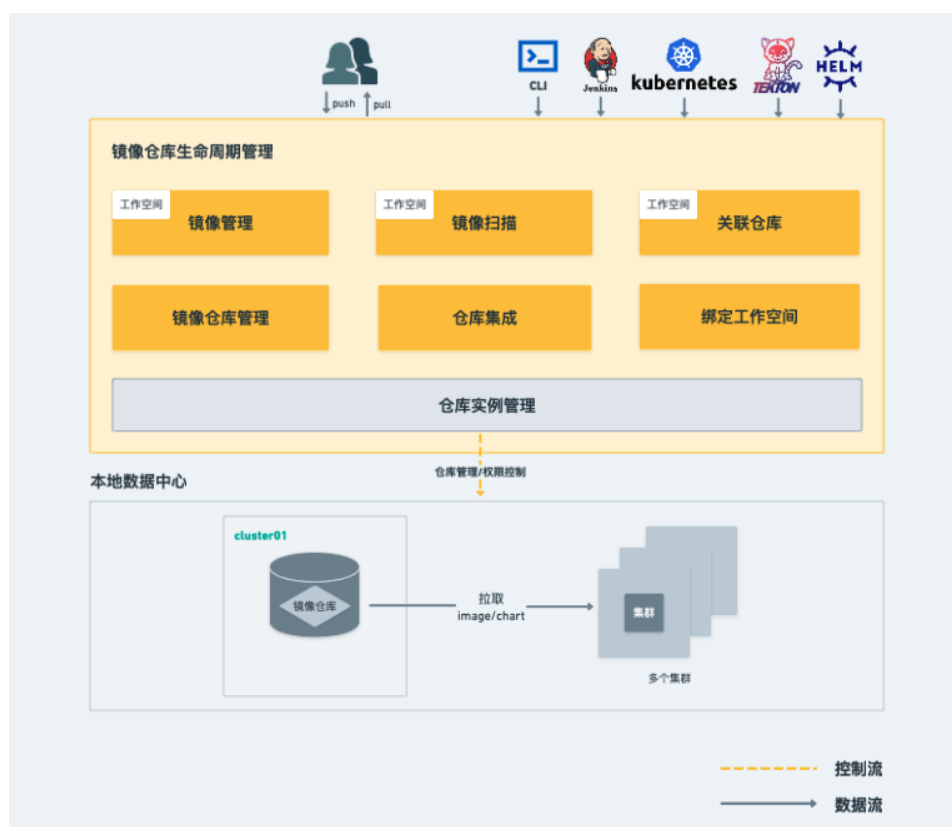 push
pull
CLI
Jenkins
kubernetes
TEKTON
HELM
镜像仓库生命周期管理
工作空间
镜像管理
工作空间
镜像扫描
工作空间
关联仓库
镜像仓库管理
仓库集成
绑定工作空间
仓库实例管理
仓库管理/权限控制
本地数据中心
cluster01
镜像仓库
拉取
image/chart
集群
多个集群
控制流
数据流